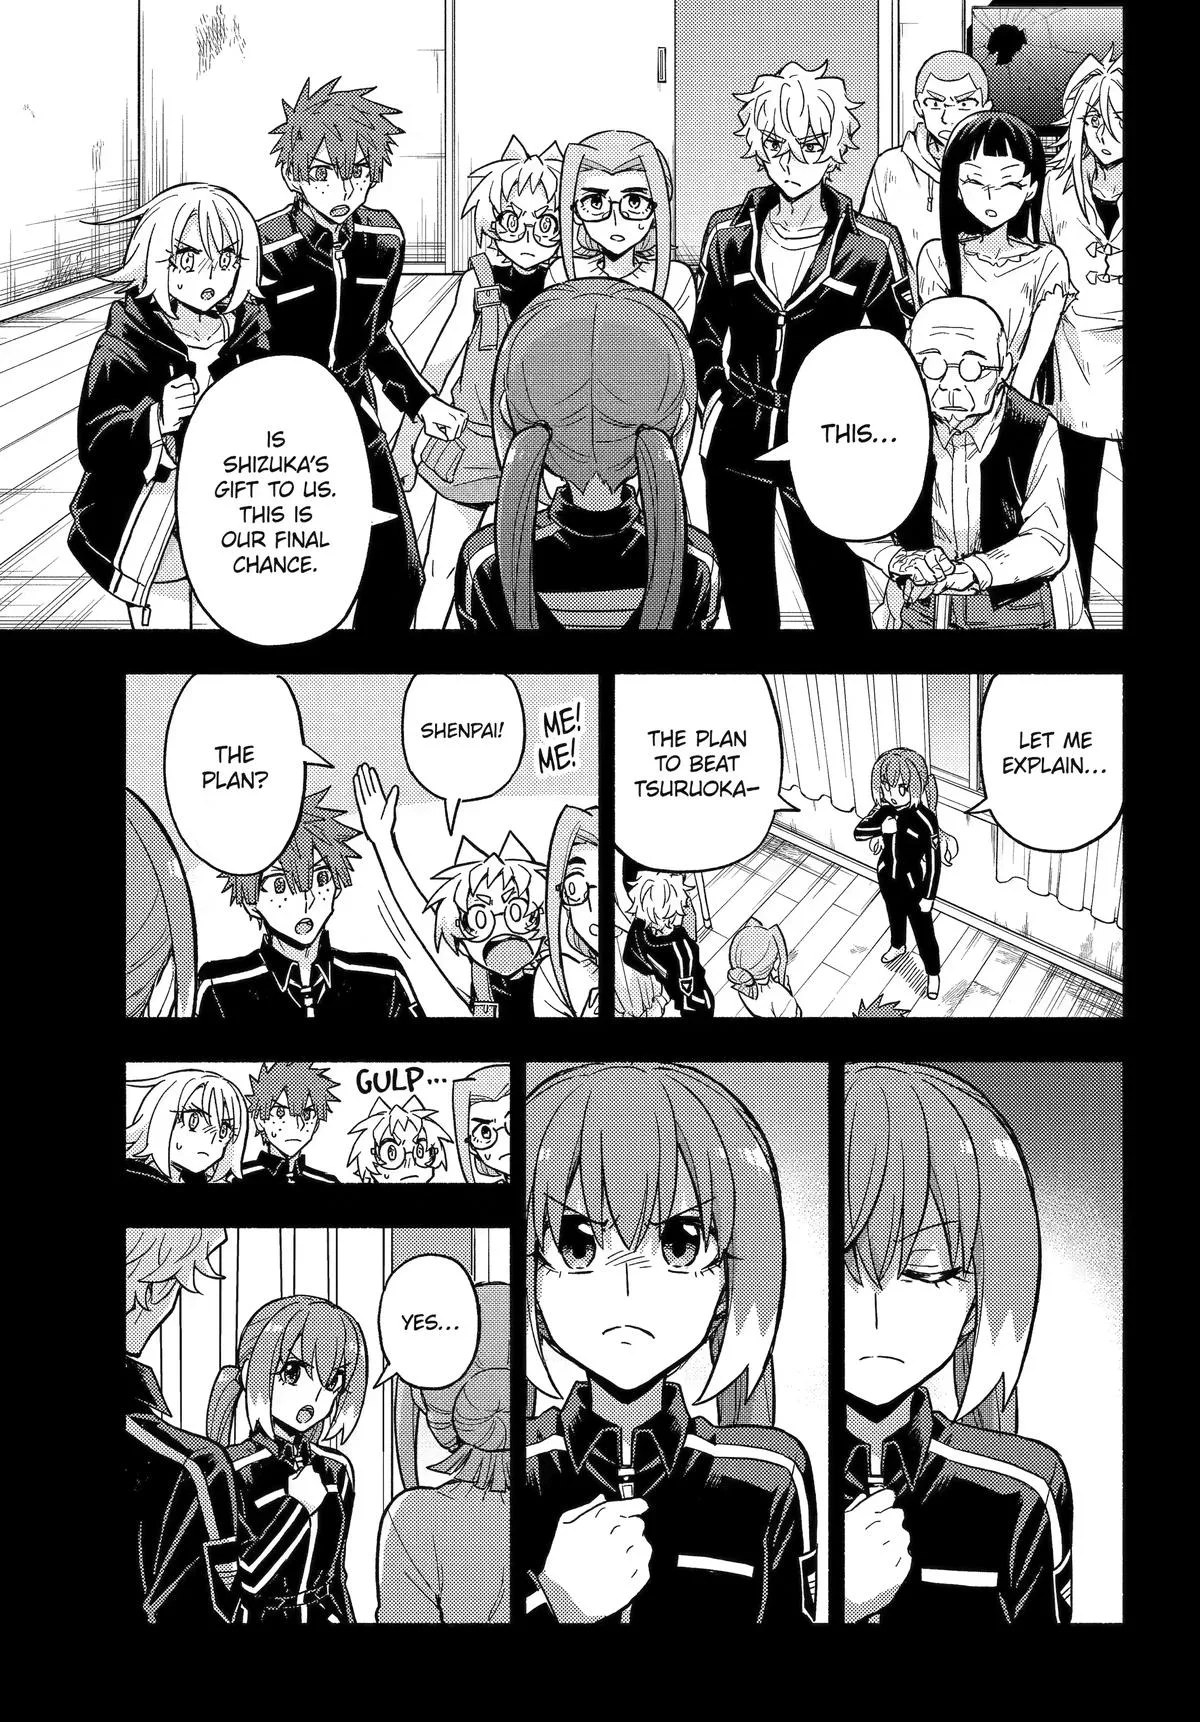 THIS...
IS
SHIZUKA'S
GIFT TO US.
THIS IS
OUR FINAL
CHANCE.
LET ME
EXPLAIN...
THE PLAN
TO BEAT
TSURUOKA-
ME!
ME!
SHENPAI!
THE
PLAN?
GULP...
YES...